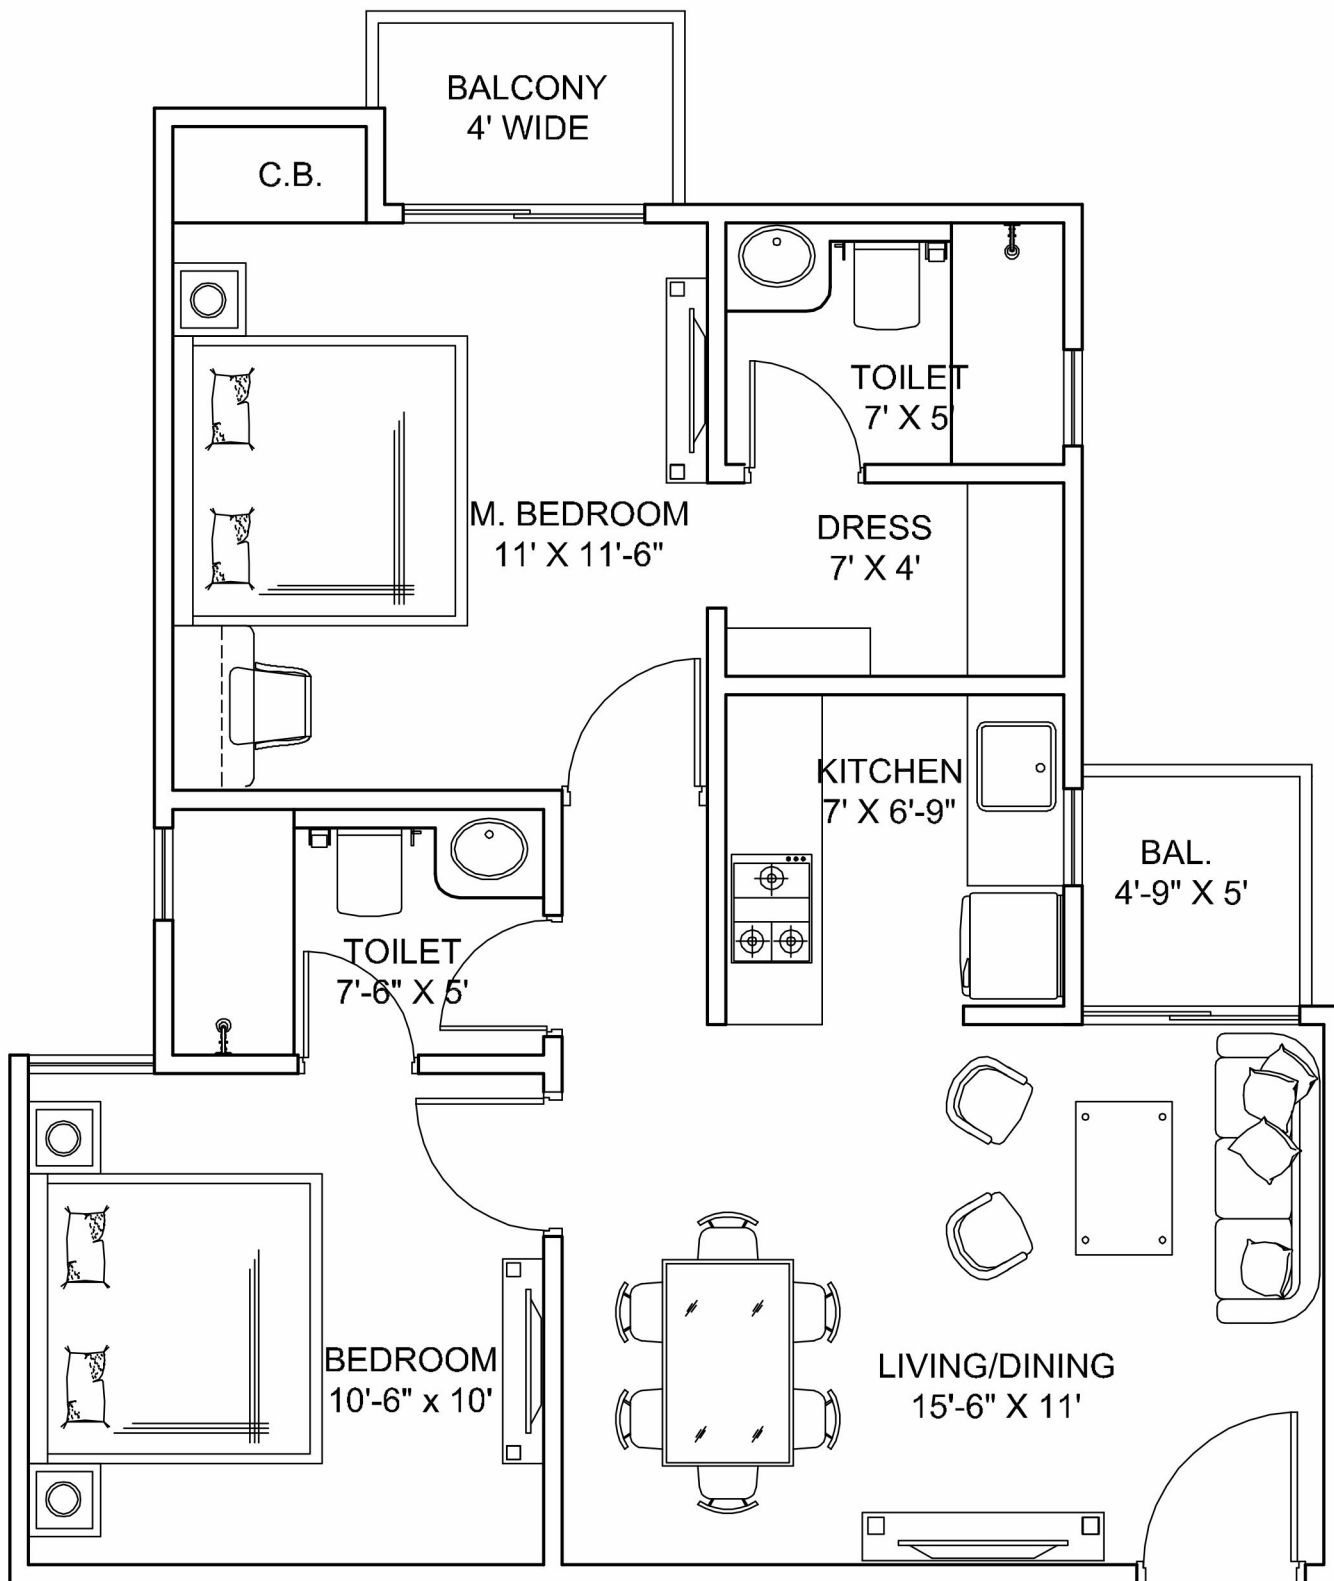 BALCONY
4' WIDE
C.B.
TOILET
7' X 5'
M. BEDROOM
11' X 11'-6"
DRESS
7' X 4'
KITCHEN
7' X 6'-9"
BAL.
4'-9" X 5'
TOILET
7'-6" X 5'
BEDROOM
10'-6" x 10'
LIVING/DINING
15'-6" X 11'